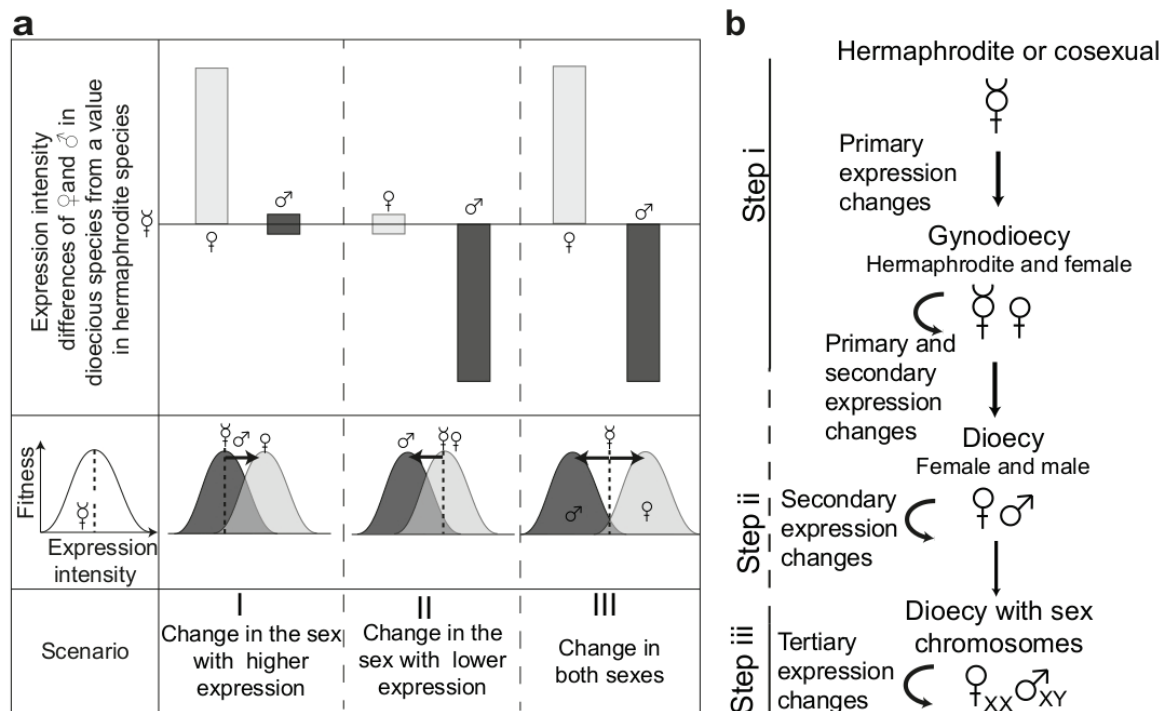 a
Expression intensity
differences of ♀and ♂ in
dioecious species from a value
in hermaphrodite species
☿
♀
♂
♀
♂
♀
♂
Fitness
☿
Expression
intensity
☿ ♂ ♀
♂ ☿♀
☿
♂ ♀
Scenario
I
Change in the sex
with higher
expression
II
Change in the
sex with lower
expression
III
Change in
both sexes
b
Hermaphrodite or cosexual
☿
Step i
Primary
expression
changes
Gynodioecy
Hermaphrodite and female
☿ ♀
Primary and
secondary
expression
changes
Dioecy
Female and male
Step ii
Secondary
expression
changes
♀♂
Dioecy with sex
chromosomes
Step iii
Tertiary
expression
changes
♀XX♂XY